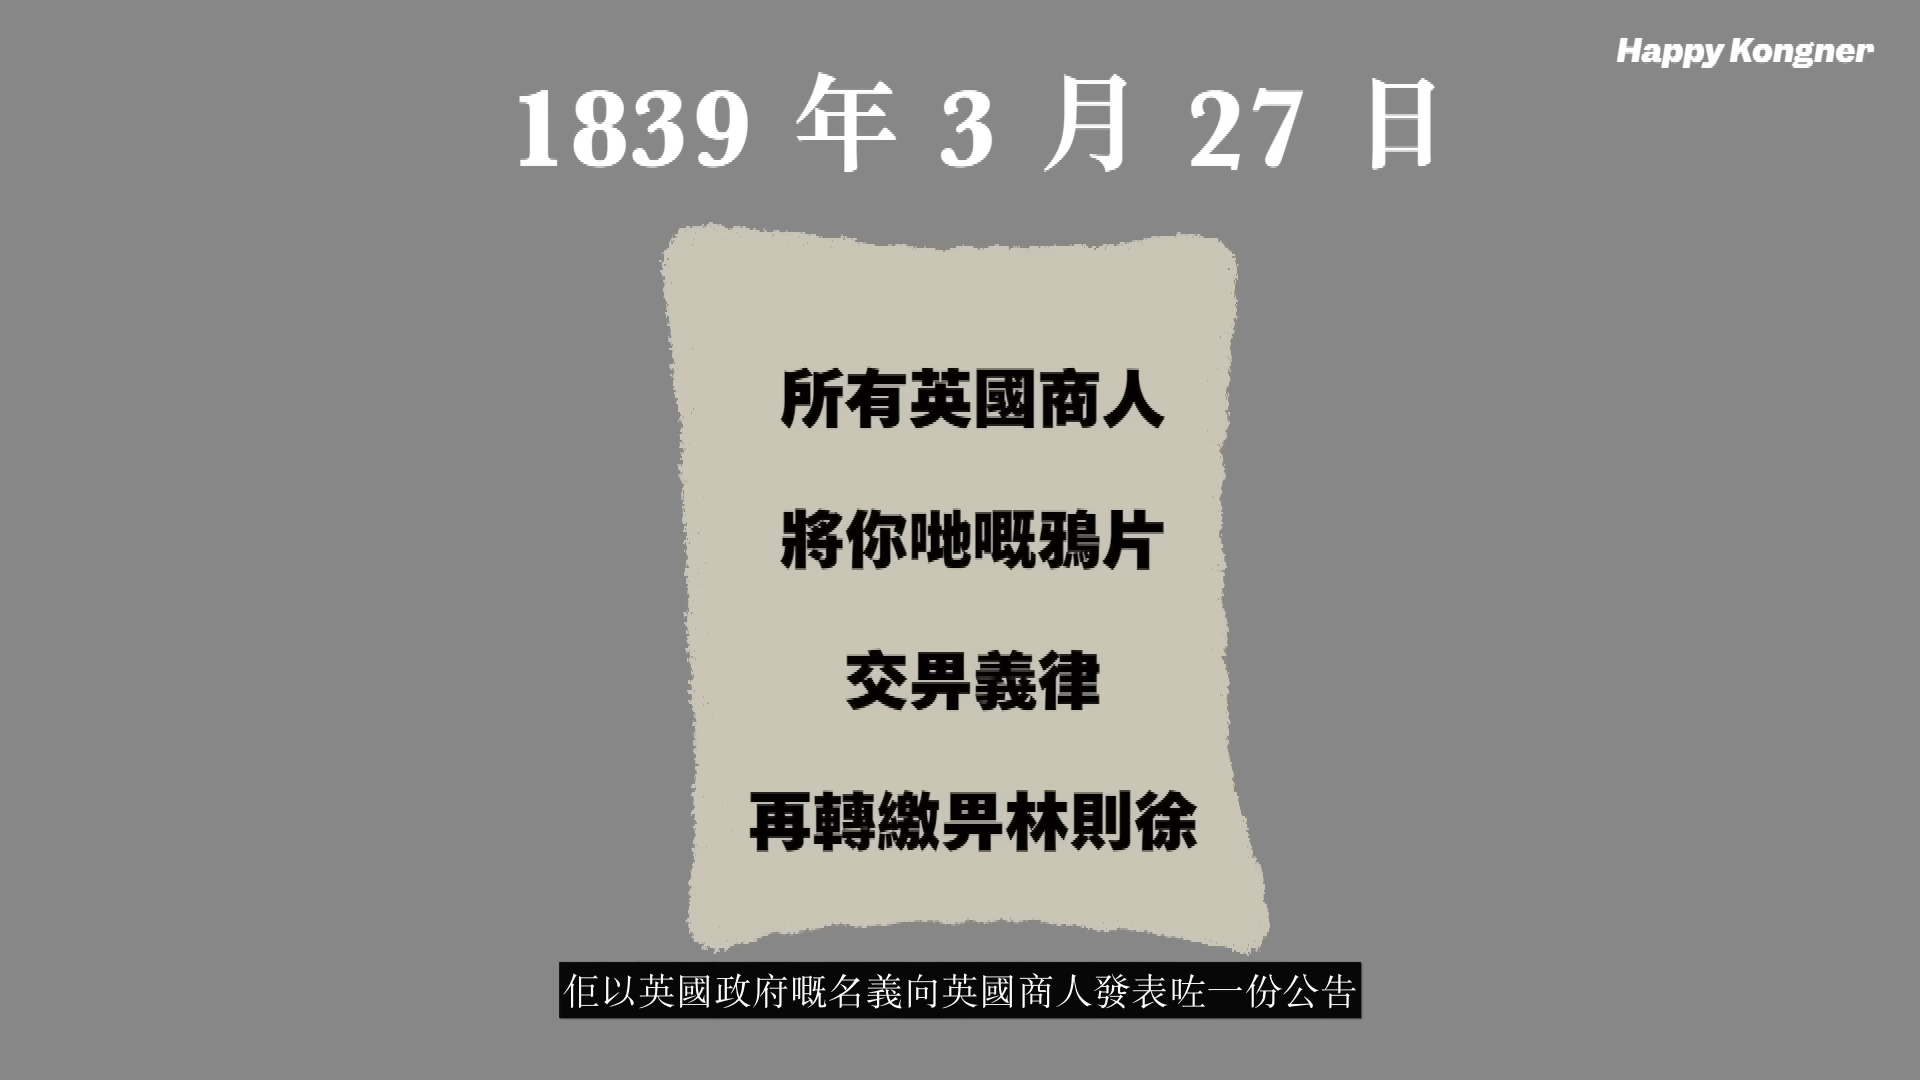 Happy Kongner
1839 年 3 月 27 日
所有英國商人
將你哋嘅鴉片
交畀義律
再轉繳畀林則徐
佢以英國政府嘅名義向英國商人發表咗一份公告